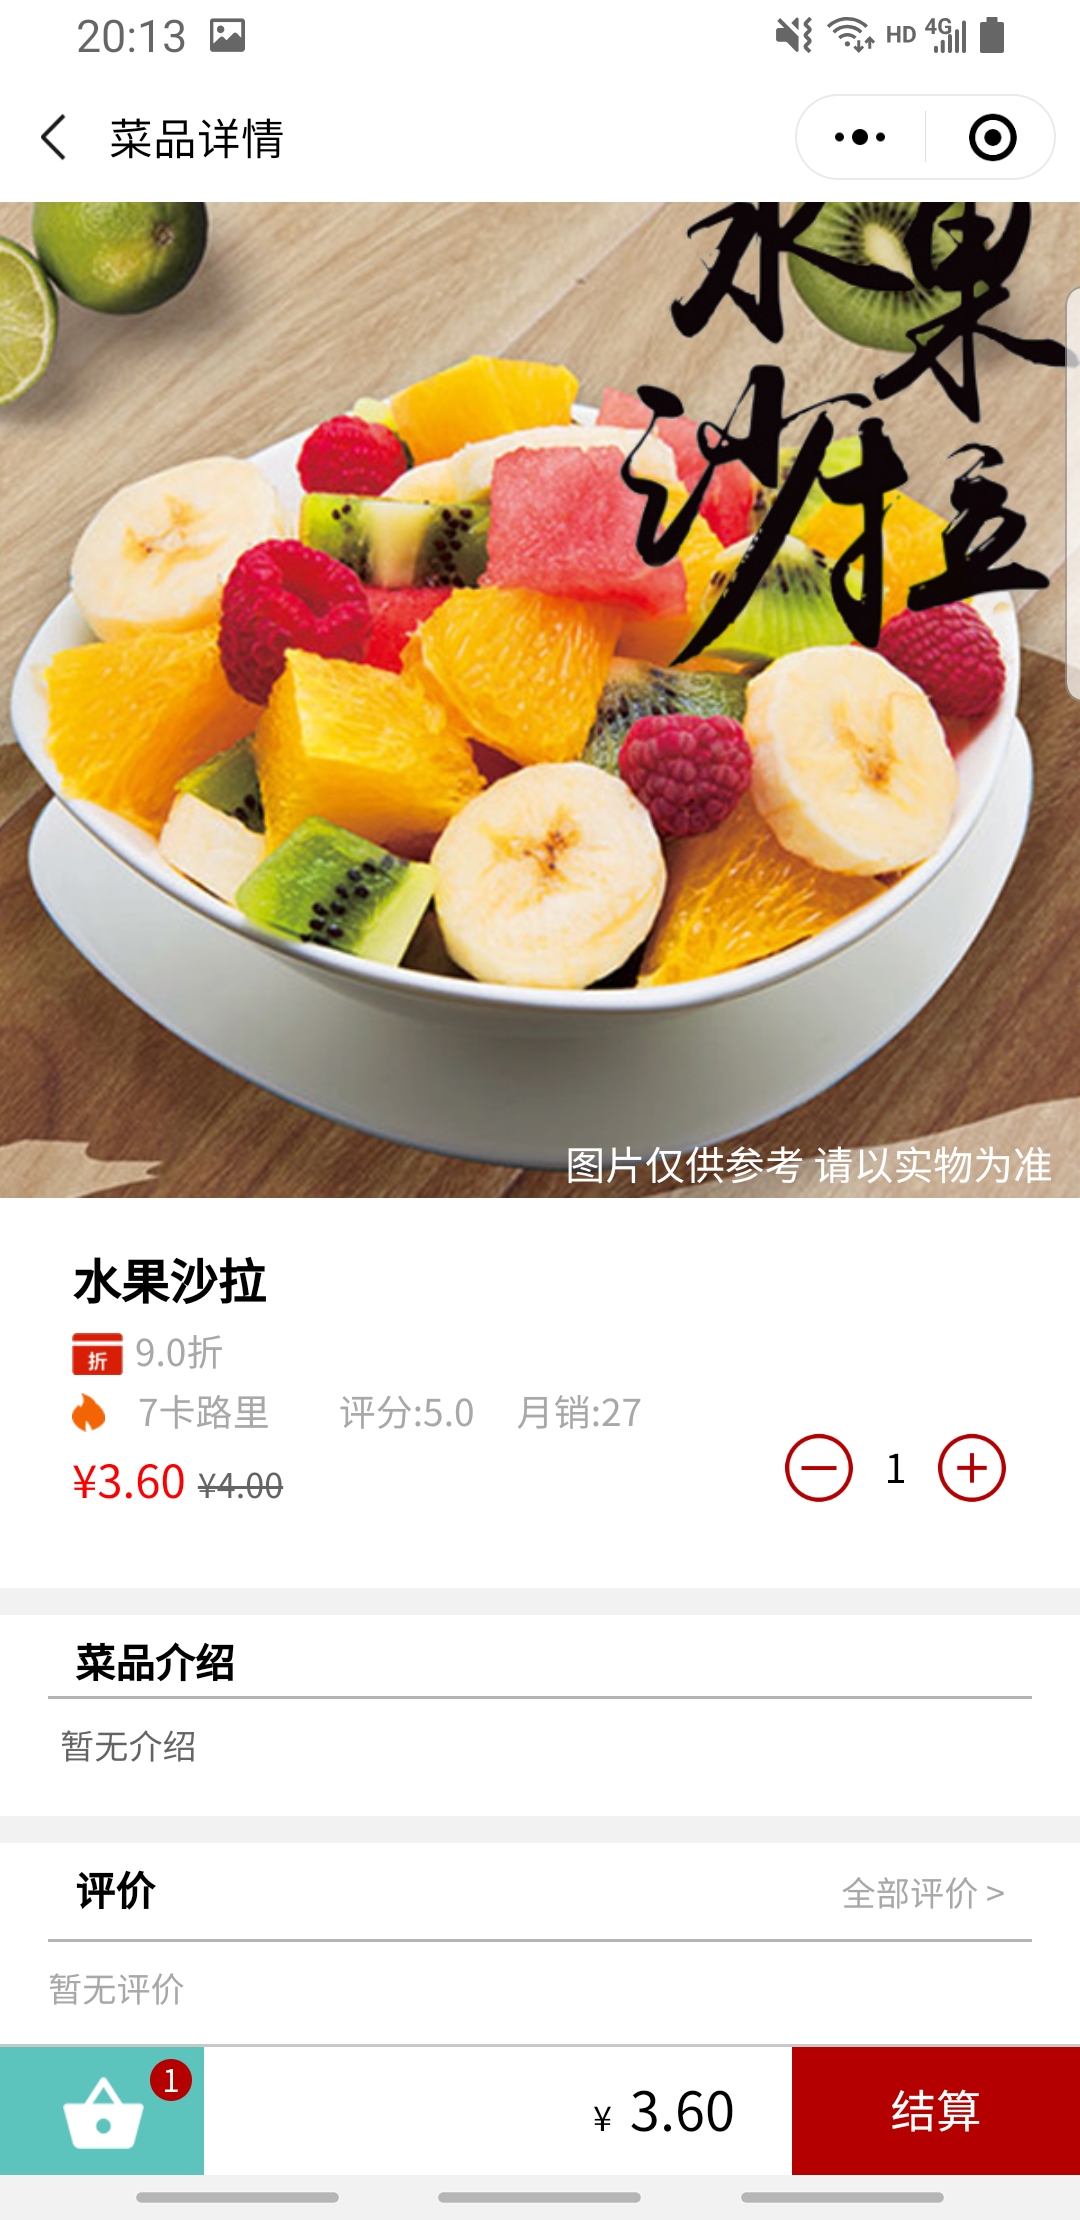 20:13 HD 4G
菜品详情
水果
沙拉
图片仅供参考 请以实物为准
水果沙拉
折 9.0折
7卡路里 评分:5.0 月销:27
¥3.60 ¥4.00 1
菜品介绍
暂无介绍
评价 全部评价 >
暂无评价
1 ¥ 3.60 结算